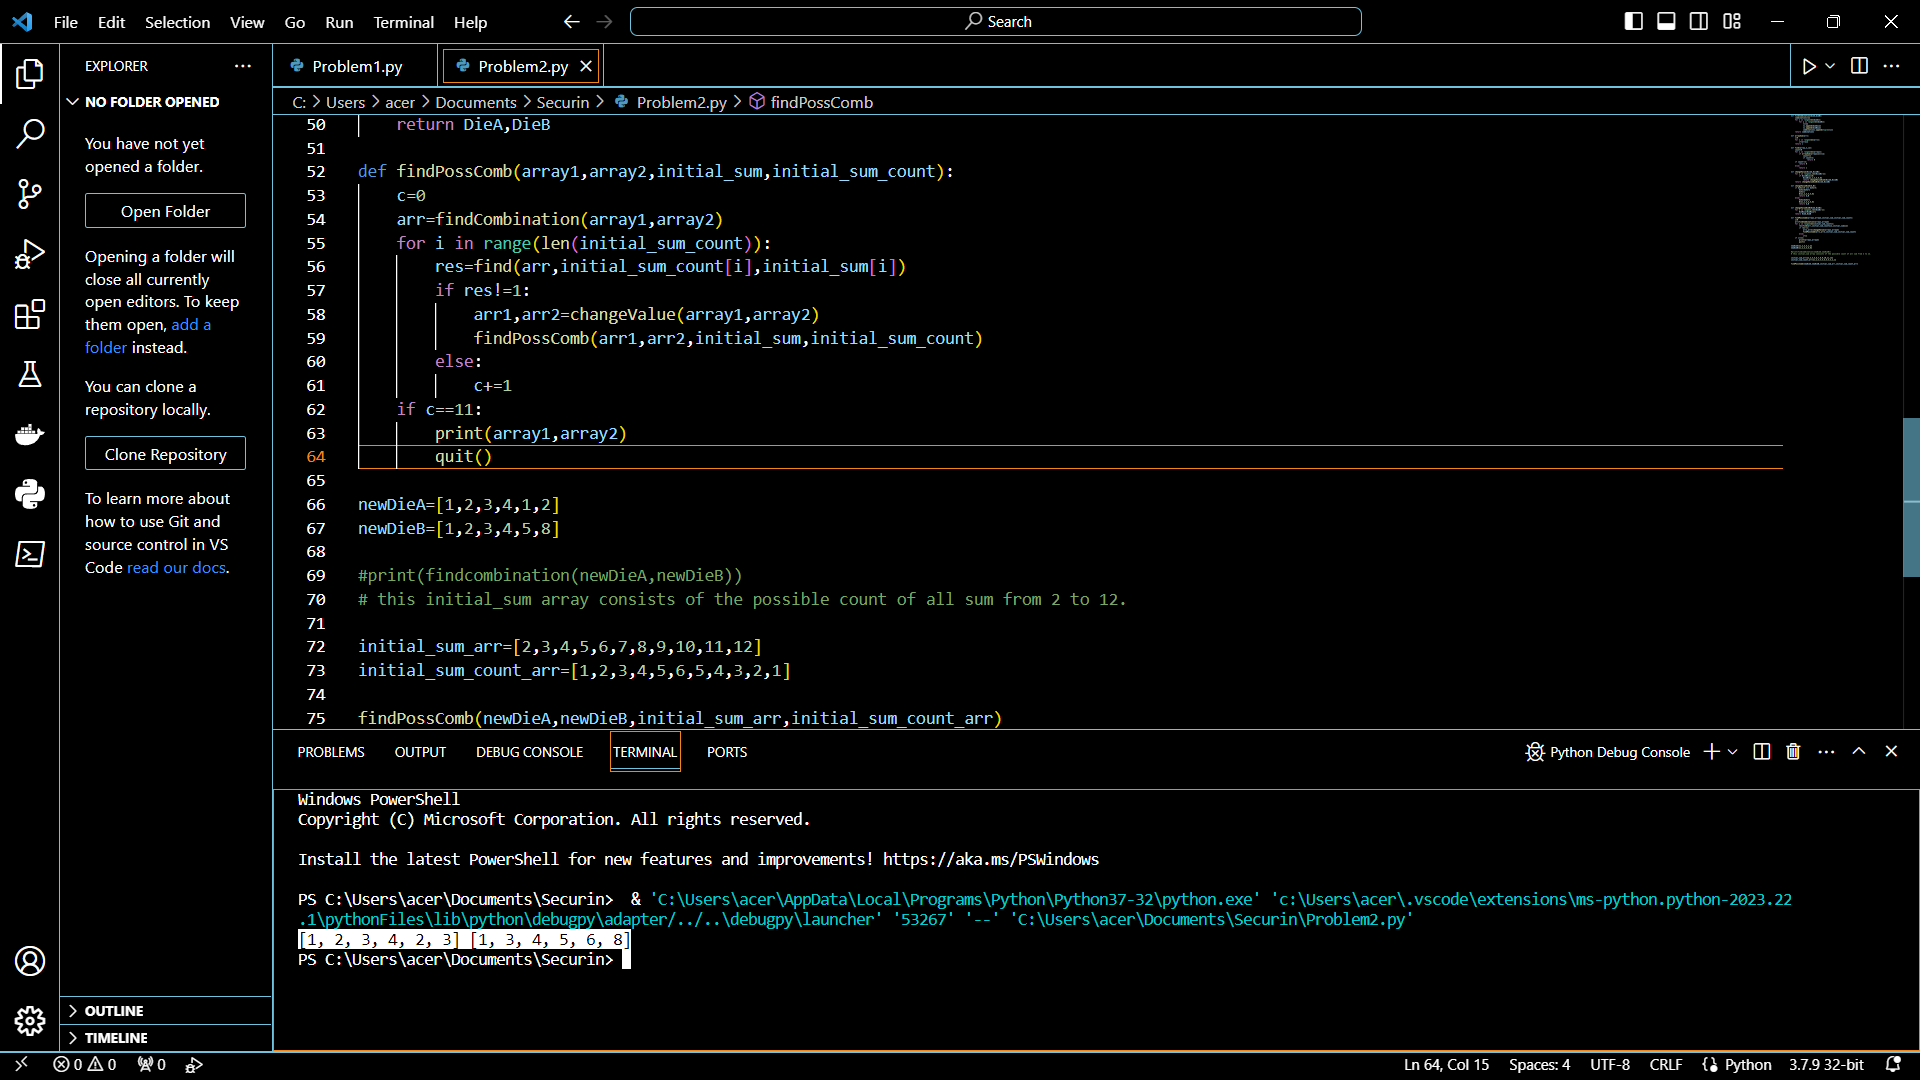 File Edit Selection View Go Run Terminal Help
Search
EXPLORER
NO FOLDER OPENED
You have not yet
opened a folder.
Open Folder
Opening a folder will
close all currently
open editors. To keep
them open, add a
folder instead.
You can clone a
repository locally.
Clone Repository
To learn more about
how to use Git and
source control in VS
Code read our docs.
OUTLINE
TIMELINE
Problem1.py Problem2.py
C: > Users > acer > Documents > Securin > Problem2.py > findPossComb
50 return DieA,DieB
51
52 def findPossComb(array1,array2,initial_sum,initial_sum_count):
53 c=0
54 arr=findCombination(array1,array2)
55 for i in range(len(initial_sum_count)):
56 res=find(arr,initial_sum_count[i],initial_sum[i])
57 if res!=1:
58 arr1,arr2=changeValue(array1,array2)
59 findPossComb(arr1,arr2,initial_sum,initial_sum_count)
60 else:
61 c+=1
62 if c==11:
63 print(array1,array2)
64 quit()
65
66 newDieA=[1,2,3,4,1,2]
67 newDieB=[1,2,3,4,5,8]
68
69 #print(findcombination(newDieA,newDieB))
70 # this initial_sum array consists of the possible count of all sum from 2 to 12.
71
72 initial_sum_arr=[2,3,4,5,6,7,8,9,10,11,12]
73 initial_sum_count_arr=[1,2,3,4,5,6,5,4,3,2,1]
74
75 findPossComb(newDieA,newDieB,initial_sum_arr,initial_sum_count_arr)
PROBLEMS OUTPUT DEBUG CONSOLE TERMINAL PORTS
Python Debug Console
Windows PowerShell
Copyright (C) Microsoft Corporation. All rights reserved.
Install the latest PowerShell for new features and improvements! https://aka.ms/PSWindows
PS C:\Users\acer\Documents\Securin> & 'C:\Users\acer\AppData\Local\Programs\Python\Python37-32\python.exe' 'c:\Users\acer\.vscode\extensions\ms-python.python-2023.22
.1\pythonFiles\lib\python\debugpy\adapter/../..\debugpy\launcher' '53267' '--' 'C:\Users\acer\Documents\Securin\Problem2.py'
[1, 2, 3, 4, 2, 3] [1, 3, 4, 5, 6, 8]
PS C:\Users\acer\Documents\Securin>
0 0 0
Ln 64, Col 15 Spaces: 4 UTF-8 CRLF Python 3.7.9 32-bit